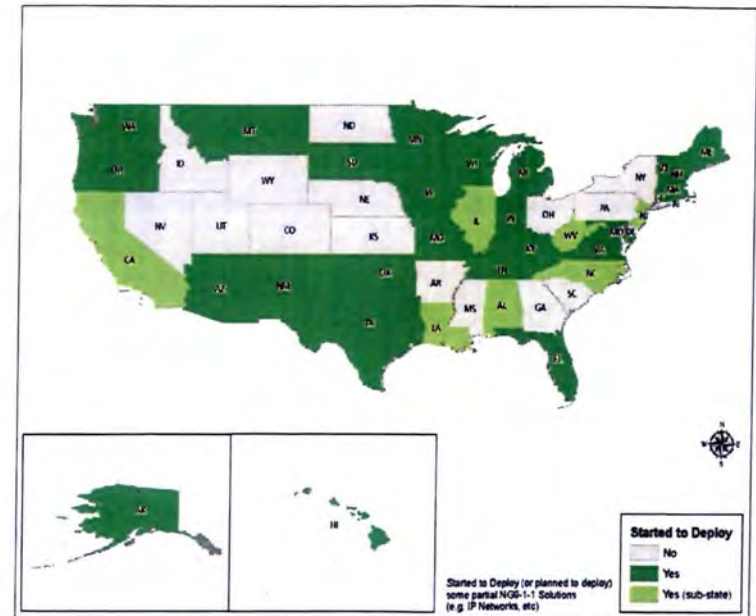 WA
MT
ND
MN
ME
ID
SD
WI
MI
NY
VT
NH
MA
WY
IA
NE
PA
OH
IN
IL
NJ
NV
UT
CO
KS
MO
KY
WV
VA
MD
DE
CA
TN
NC
AZ
NM
OK
AR
SC
MS
AL
GA
TX
LA
FL
AK
HI
N
S
Started to Deploy (or planned to deploy)
some partial NG9-1-1 Solutions
(e.g. IP Networks, etc)
Started to Deploy
No
Yes
Yes (sub-state)